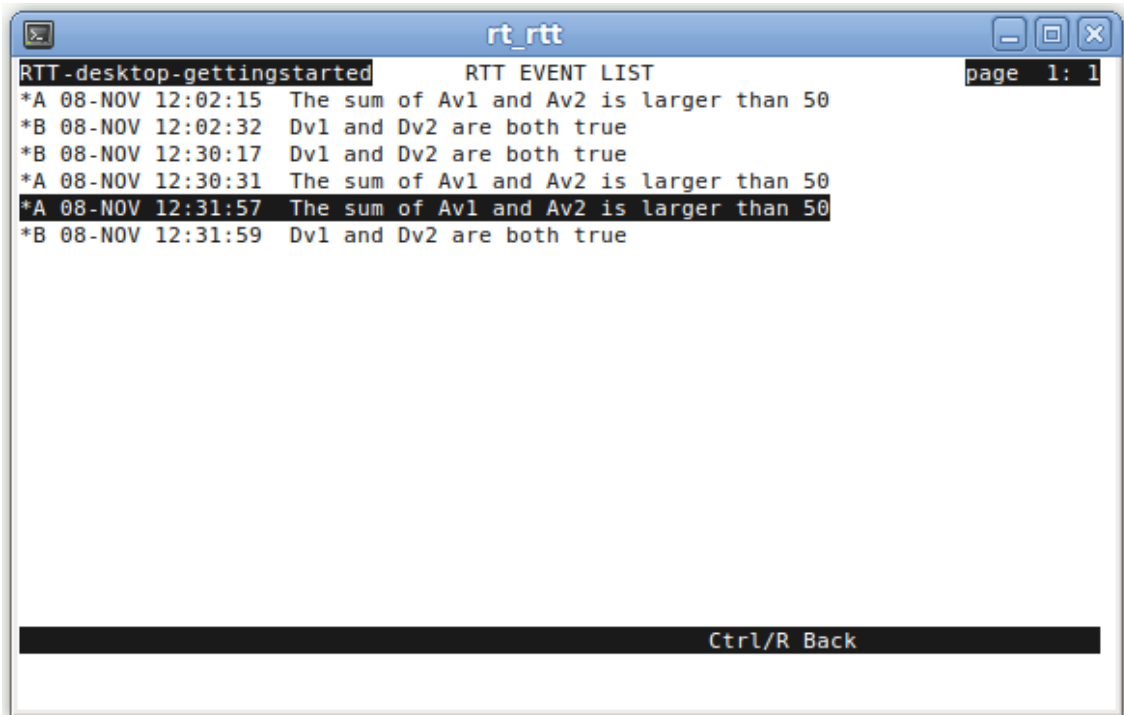 rt_rtt
RTT-desktop-gettingstarted RTT EVENT LIST page 1: 1
*A 08-NOV 12:02:15 The sum of Av1 and Av2 is larger than 50
*B 08-NOV 12:02:32 Dv1 and Dv2 are both true
*B 08-NOV 12:30:17 Dv1 and Dv2 are both true
*A 08-NOV 12:30:31 The sum of Av1 and Av2 is larger than 50
*A 08-NOV 12:31:57 The sum of Av1 and Av2 is larger than 50
*B 08-NOV 12:31:59 Dv1 and Dv2 are both true
Ctrl/R Back